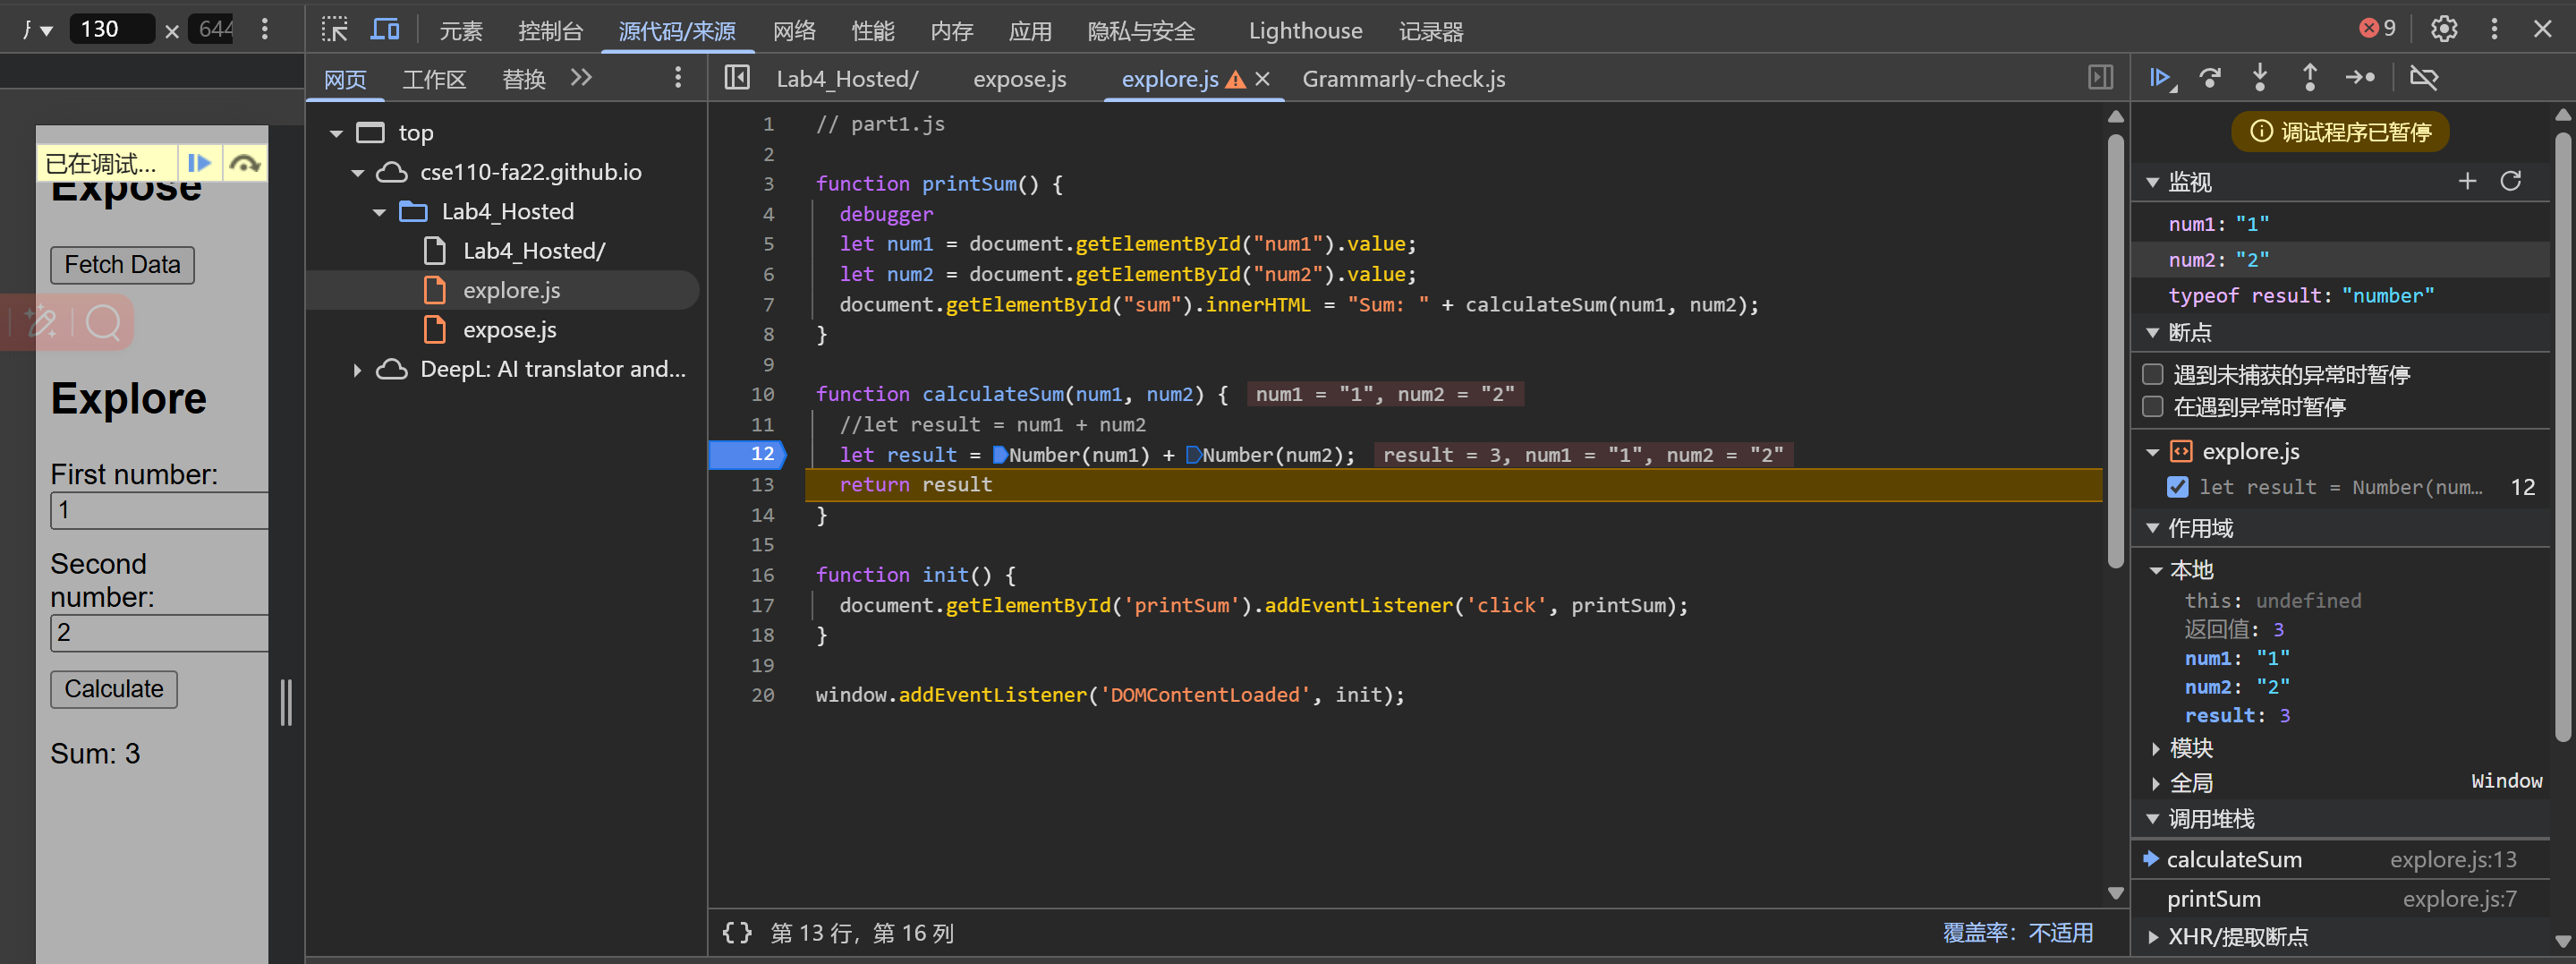 130 × 644
元素 控制台 源代码/来源 网络 性能 内存 应用 隐私与安全 Lighthouse 记录器 9
已在调试...
Expose
Fetch Data
Explore
First number:
1
Second
number:
2
Calculate
Sum: 3
网页 工作区 替换
top
cse110-fa22.github.io
Lab4_Hosted
Lab4_Hosted/
explore.js
expose.js
DeepL: AI translator and...
Lab4_Hosted/ expose.js explore.js Grammarly-check.js
1 // part1.js
2
3 function printSum() {
4 debugger
5 let num1 = document.getElementById("num1").value;
6 let num2 = document.getElementById("num2").value;
7 document.getElementById("sum").innerHTML = "Sum: " + calculateSum(num1, num2);
8 }
9
10 function calculateSum(num1, num2) { num1 = "1", num2 = "2"
11 //let result = num1 + num2
12 let result = Number(num1) + Number(num2); result = 3, num1 = "1", num2 = "2"
13 return result
14 }
15
16 function init() {
17 document.getElementById('printSum').addEventListener('click', printSum);
18 }
19
20 window.addEventListener('DOMContentLoaded', init);
{} 第 13 行，第 16 列 覆盖率：不适用
调试程序已暂停
监视
num1: "1"
num2: "2"
typeof result: "number"
断点
遇到未捕获的异常时暂停
在遇到异常时暂停
explore.js
let result = Number(num… 12
作用域
本地
this: undefined
返回值: 3
num1: "1"
num2: "2"
result: 3
模块
全局 Window
调用堆栈
calculateSum explore.js:13
printSum explore.js:7
XHR/提取断点